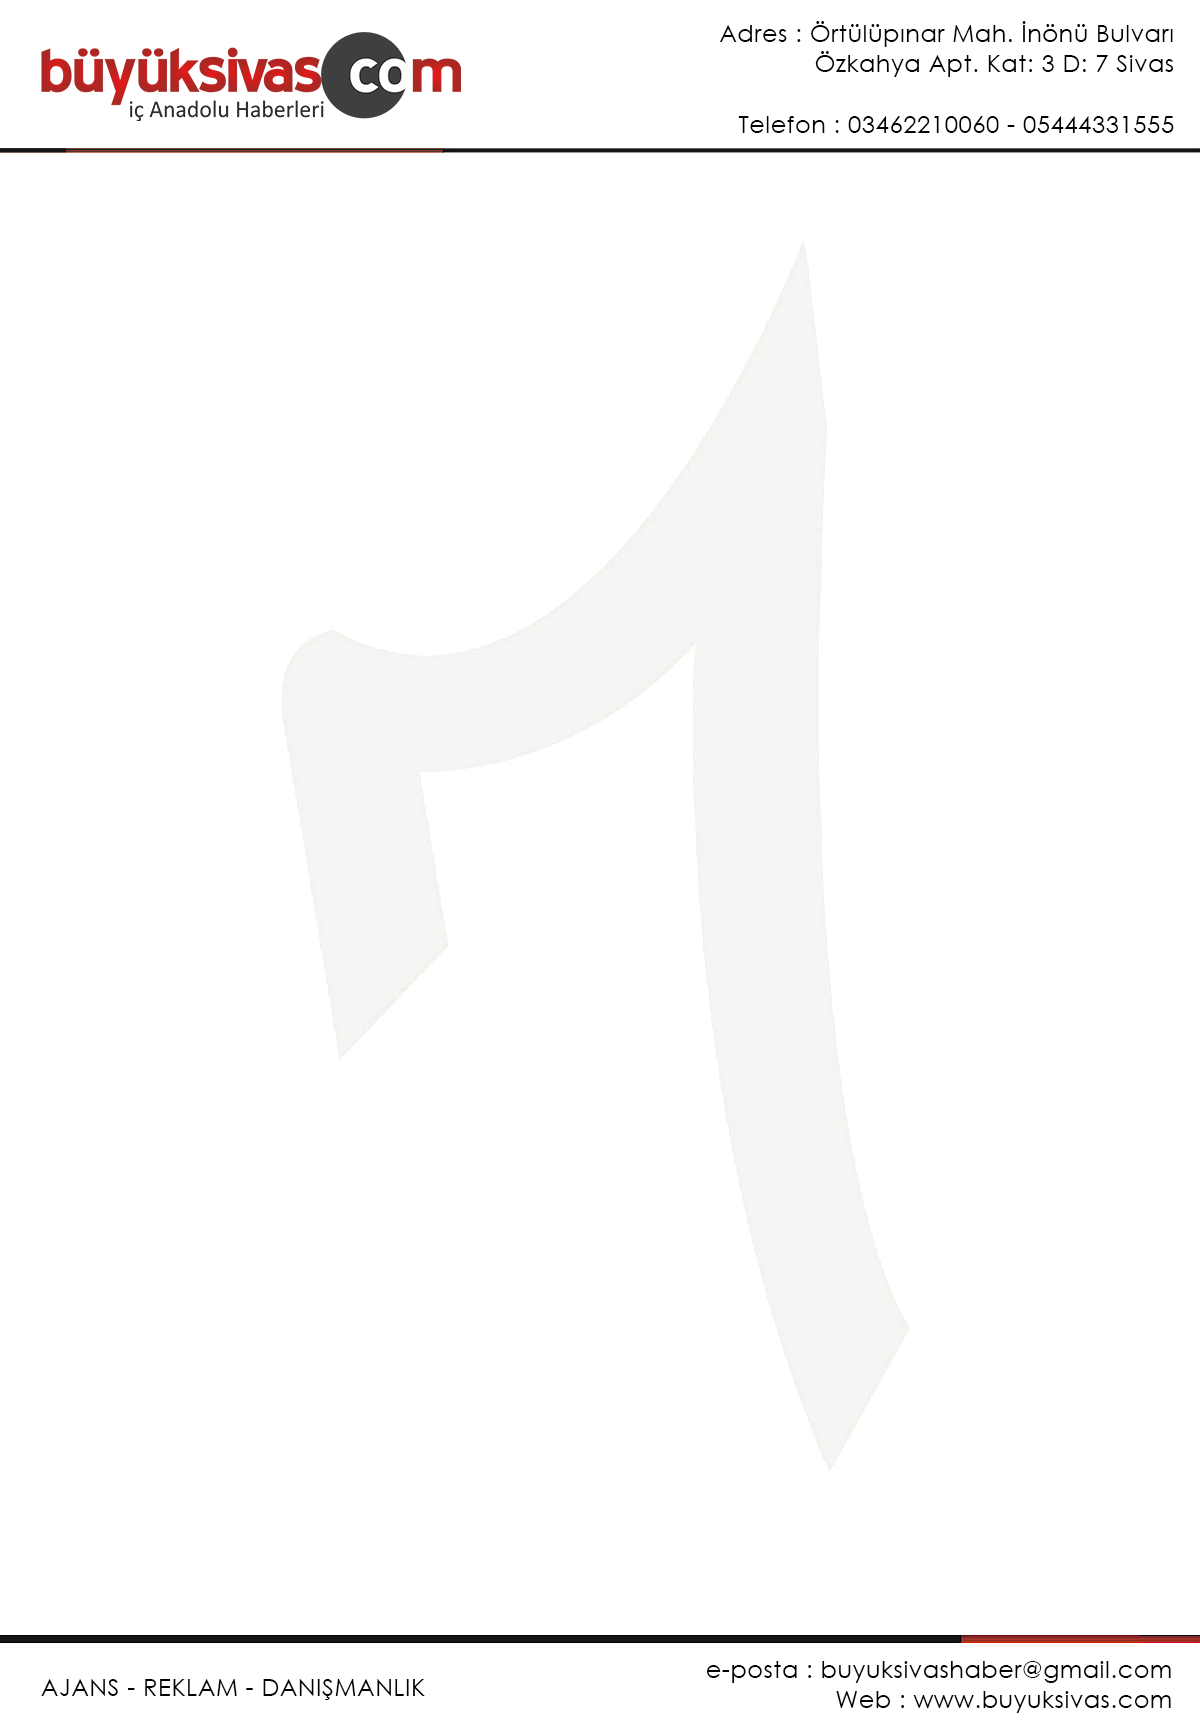 büyüksivas.com
iç Anadolu Haberleri
Adres : Örtülüpınar Mah. İnönü Bulvarı
Özkahya Apt. Kat: 3 D: 7 Sivas
Telefon : 03462210060 - 05444331555
AJANS - REKLAM - DANIŞMANLIK
e-posta : buyuksivashaber@gmail.com
Web : www.buyuksivas.com